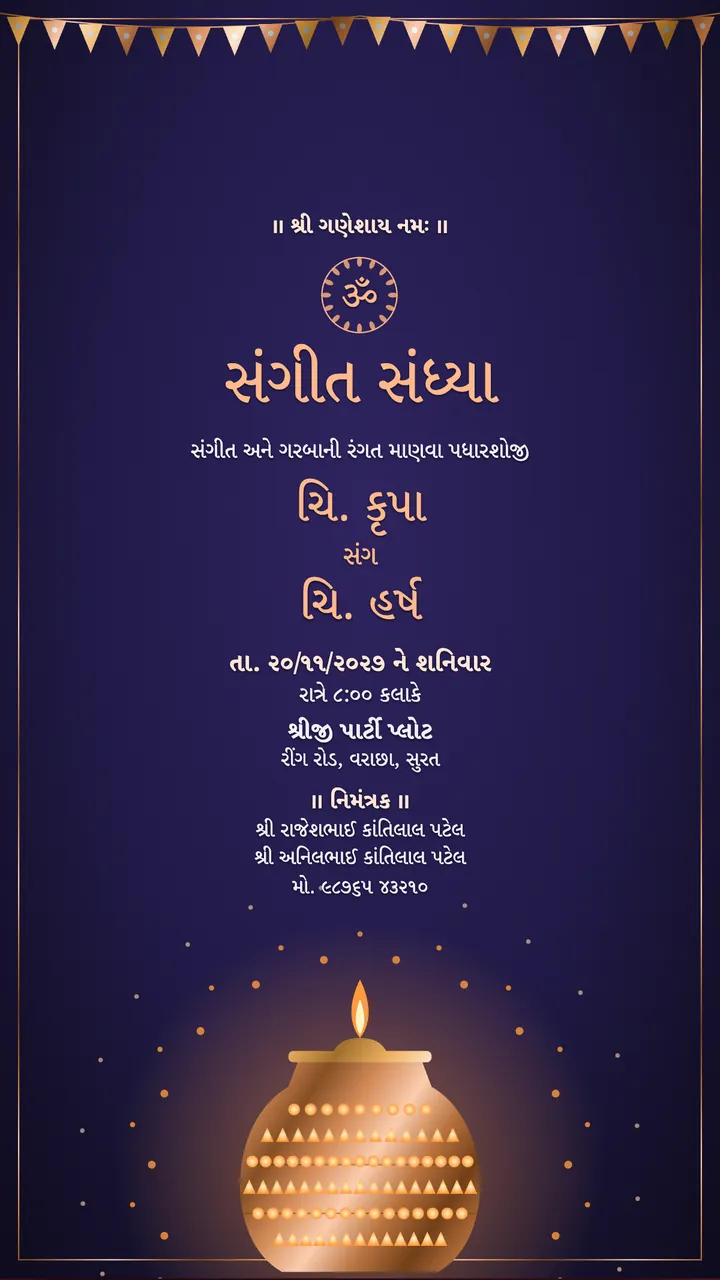 ॥ શ્રી ગણેશાય નમઃ ॥
ૐ
સંગીત સંધ્યા
સંગીત અને ગરબાની રંગત માણવા પધારશોજી
ચિ. કૃપા
સંગ
ચિ. હર્ષ
તા. ૨૦/૧૧/૨૦૨૭ ને શનિવાર
રાત્રે ૮:૦૦ કલાકે
શ્રીજી પાર્ટી પ્લોટ
રીંગ રોડ, વરાછા, સુરત
॥ નિમંત્રક ॥
શ્રી રાજેશભાઈ કાંતિલાલ પટેલ
શ્રી અનિલભાઈ કાંતિલાલ પટેલ
મો. ૯૮૭૬૫ ૪૩૨૧૦